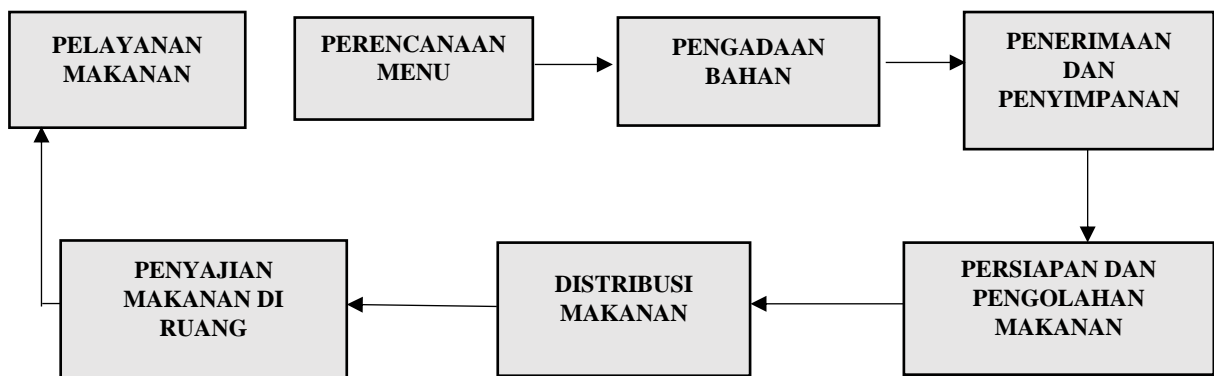 PELAYANAN
MAKANAN
PERENCANAAN
MENU
PENGADAAN
BAHAN
PENERIMAAN
DAN
PENYIMPANAN
PENYAJIAN
MAKANAN DI
RUANG
DISTRIBUSI
MAKANAN
PERSIAPAN DAN
PENGOLAHAN
MAKANAN